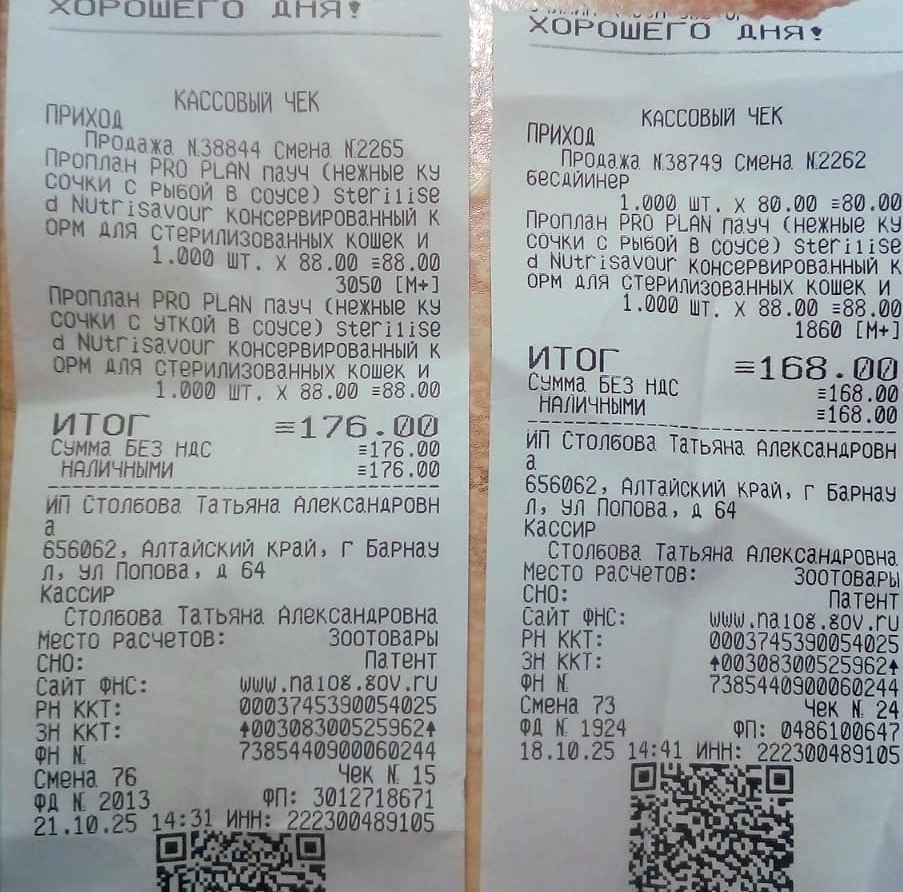 ХОРОШЕГО ДНЯ!
КАССОВЫЙ ЧЕК
ПРИХОД
Продажа N38844 Смена N2265
Проплан PRO PLAN пауч (нежные ку
сочки с рыбой в соусе) Sterilise
d Nutrisavour консервированный к
орм для стерилизованных кошек и
1.000 шт. X 88.00 ≡88.00
3050 [М+]
Проплан PRO PLAN пауч (нежные ку
сочки с уткой в соусе) Sterilise
d Nutrisavour консервированный к
орм для стерилизованных кошек и
1.000 шт. X 88.00 ≡88.00
ИТОГ ≡176.00
Сумма БЕЗ НДС ≡176.00
НАЛИЧНЫМИ ≡176.00
ИП Столбова Татьяна Александровн
а
656062, Алтайский край, г Барнау
л, ул Попова, д 64
Кассир
Столбова Татьяна Александровна
Место расчетов: Зоотовары
СНО: Патент
Сайт ФНС: www.nalog.gov.ru
РН ККТ: 0003745390054025
ЗН ККТ: 00308300525962
ФН № 7385440900060244
Смена 76 Чек № 15
ФД № 2013 ФП: 3012718671
21.10.25 14:31 ИНН: 222300489105
ХОРОШЕГО ДНЯ!
КАССОВЫЙ ЧЕК
ПРИХОД
Продажа N38749 Смена N2262
бесдйинер
1.000 шт. X 80.00 ≡80.00
Проплан PRO PLAN пауч (нежные ку
сочки с рыбой в соусе) Sterilise
d Nutrisavour консервированный к
орм для стерилизованных кошек и
1.000 шт. X 88.00 ≡88.00
1860 [М+]
ИТОГ ≡168.00
Сумма БЕЗ НДС ≡168.00
НАЛИЧНЫМИ ≡168.00
ИП Столбова Татьяна Александровн
а
656062, Алтайский край, г Барнау
л, ул Попова, д 64
Кассир
Столбова Татьяна Александровна
Место расчетов: Зоотовары
СНО: Патент
Сайт ФНС: www.nalog.gov.ru
РН ККТ: 0003745390054025
ЗН ККТ: 00308300525962
ФН № 7385440900060244
Смена 73 Чек № 24
ФД № 1924 ФП: 0486100647
18.10.25 14:41 ИНН: 222300489105